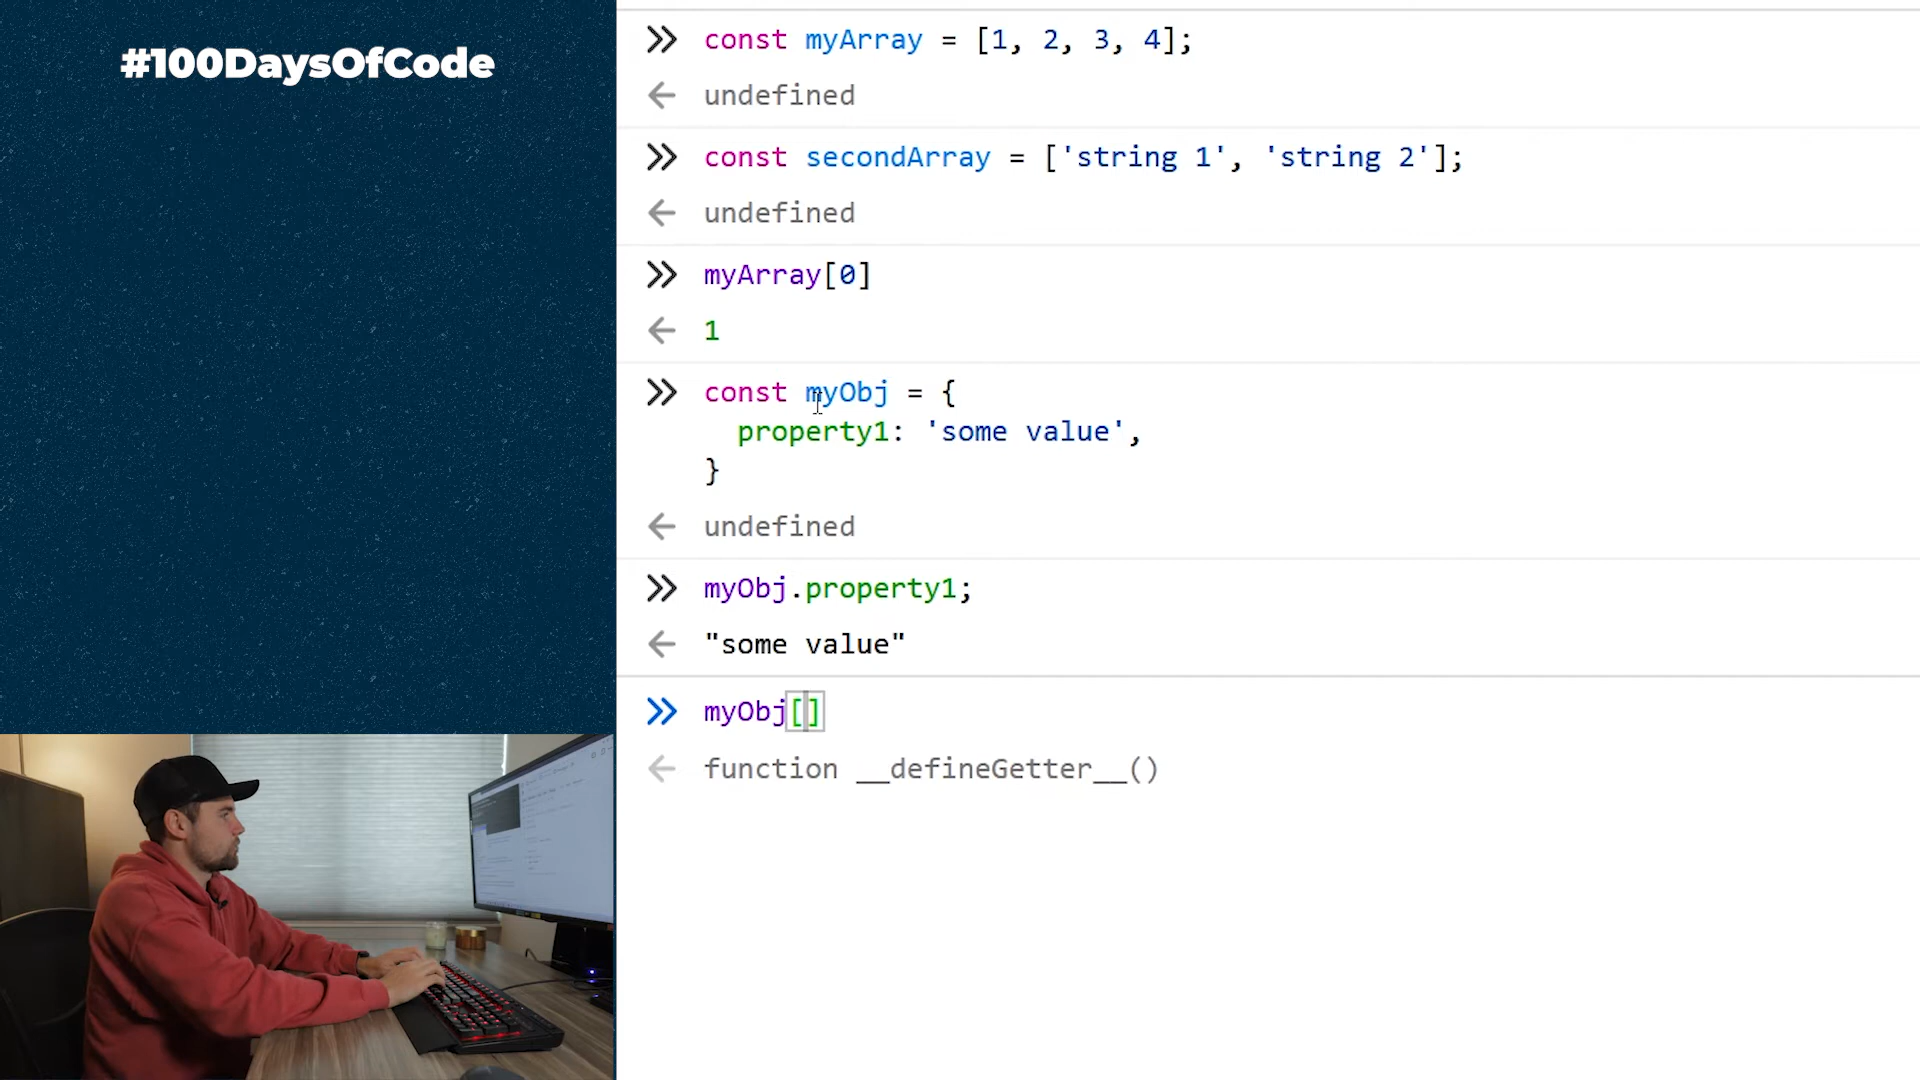 #100DaysOfCode
const myArray = [1, 2, 3, 4];
undefined
const secondArray = ['string 1', 'string 2'];
undefined
myArray[0]
1
const myObj = {
property1: 'some value',
}
undefined
myObj.property1;
"some value"
myObj[]
function __defineGetter__()